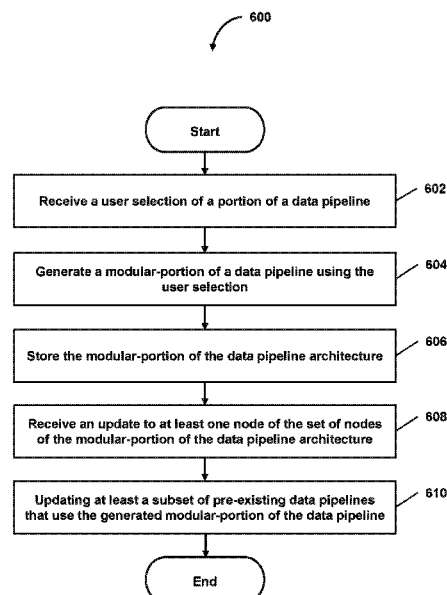 600
Start
Receive a user selection of a portion of a data pipeline
602
Generate a modular-portion of a data pipeline using the
user selection
604
Store the modular-portion of the data pipeline architecture
606
Receive an update to at least one node of the set of nodes
of the modular-portion of the data pipeline architecture
608
Updating at least a subset of pre-existing data pipelines
that use the generated modular-portion of the data pipeline
610
End